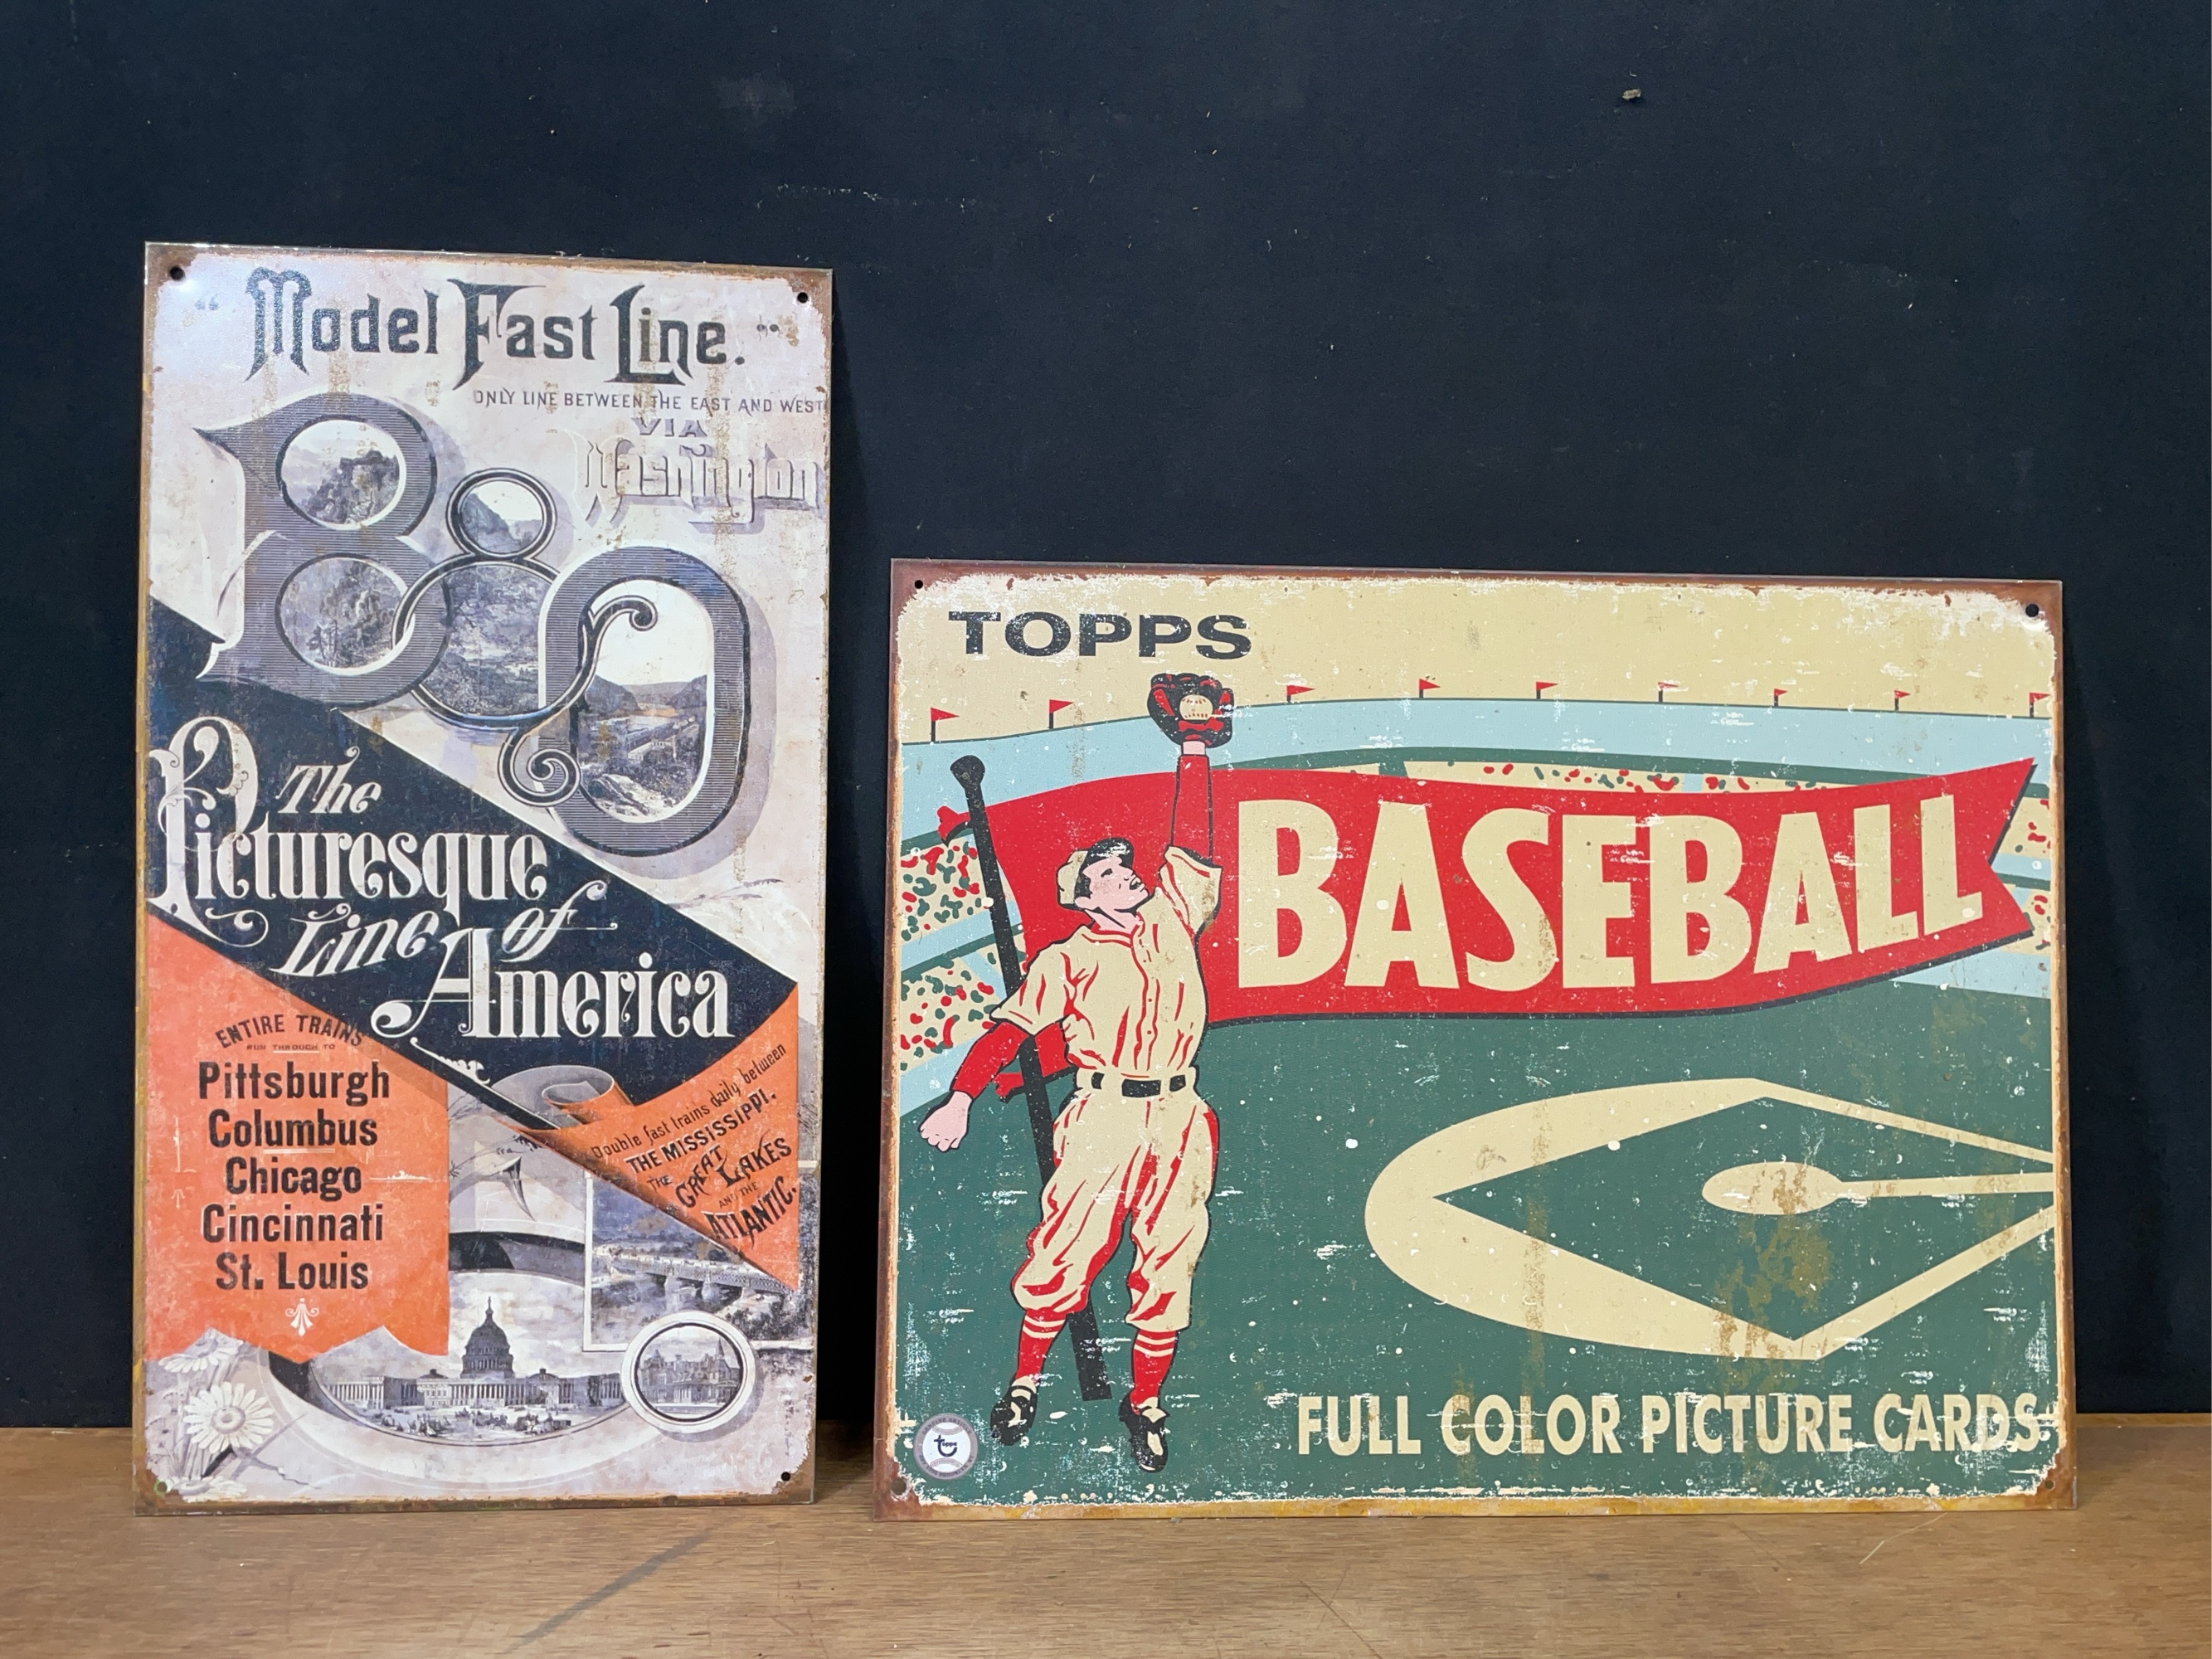 "Model Fast Line."
ONLY LINE BETWEEN THE EAST AND WEST
VIA
Washington
B&O
The
Picturesque
Line of
America
ENTIRE TRAINS
RUN THROUGH TO
Pittsburgh
Columbus
Chicago
Cincinnati
St. Louis
Double fast trains daily between
THE MISSISSIPPI.
THE GREAT LAKES
AND THE
ATLANTIC.
TOPPS
BASEBALL
FULL COLOR PICTURE CARDS
topps